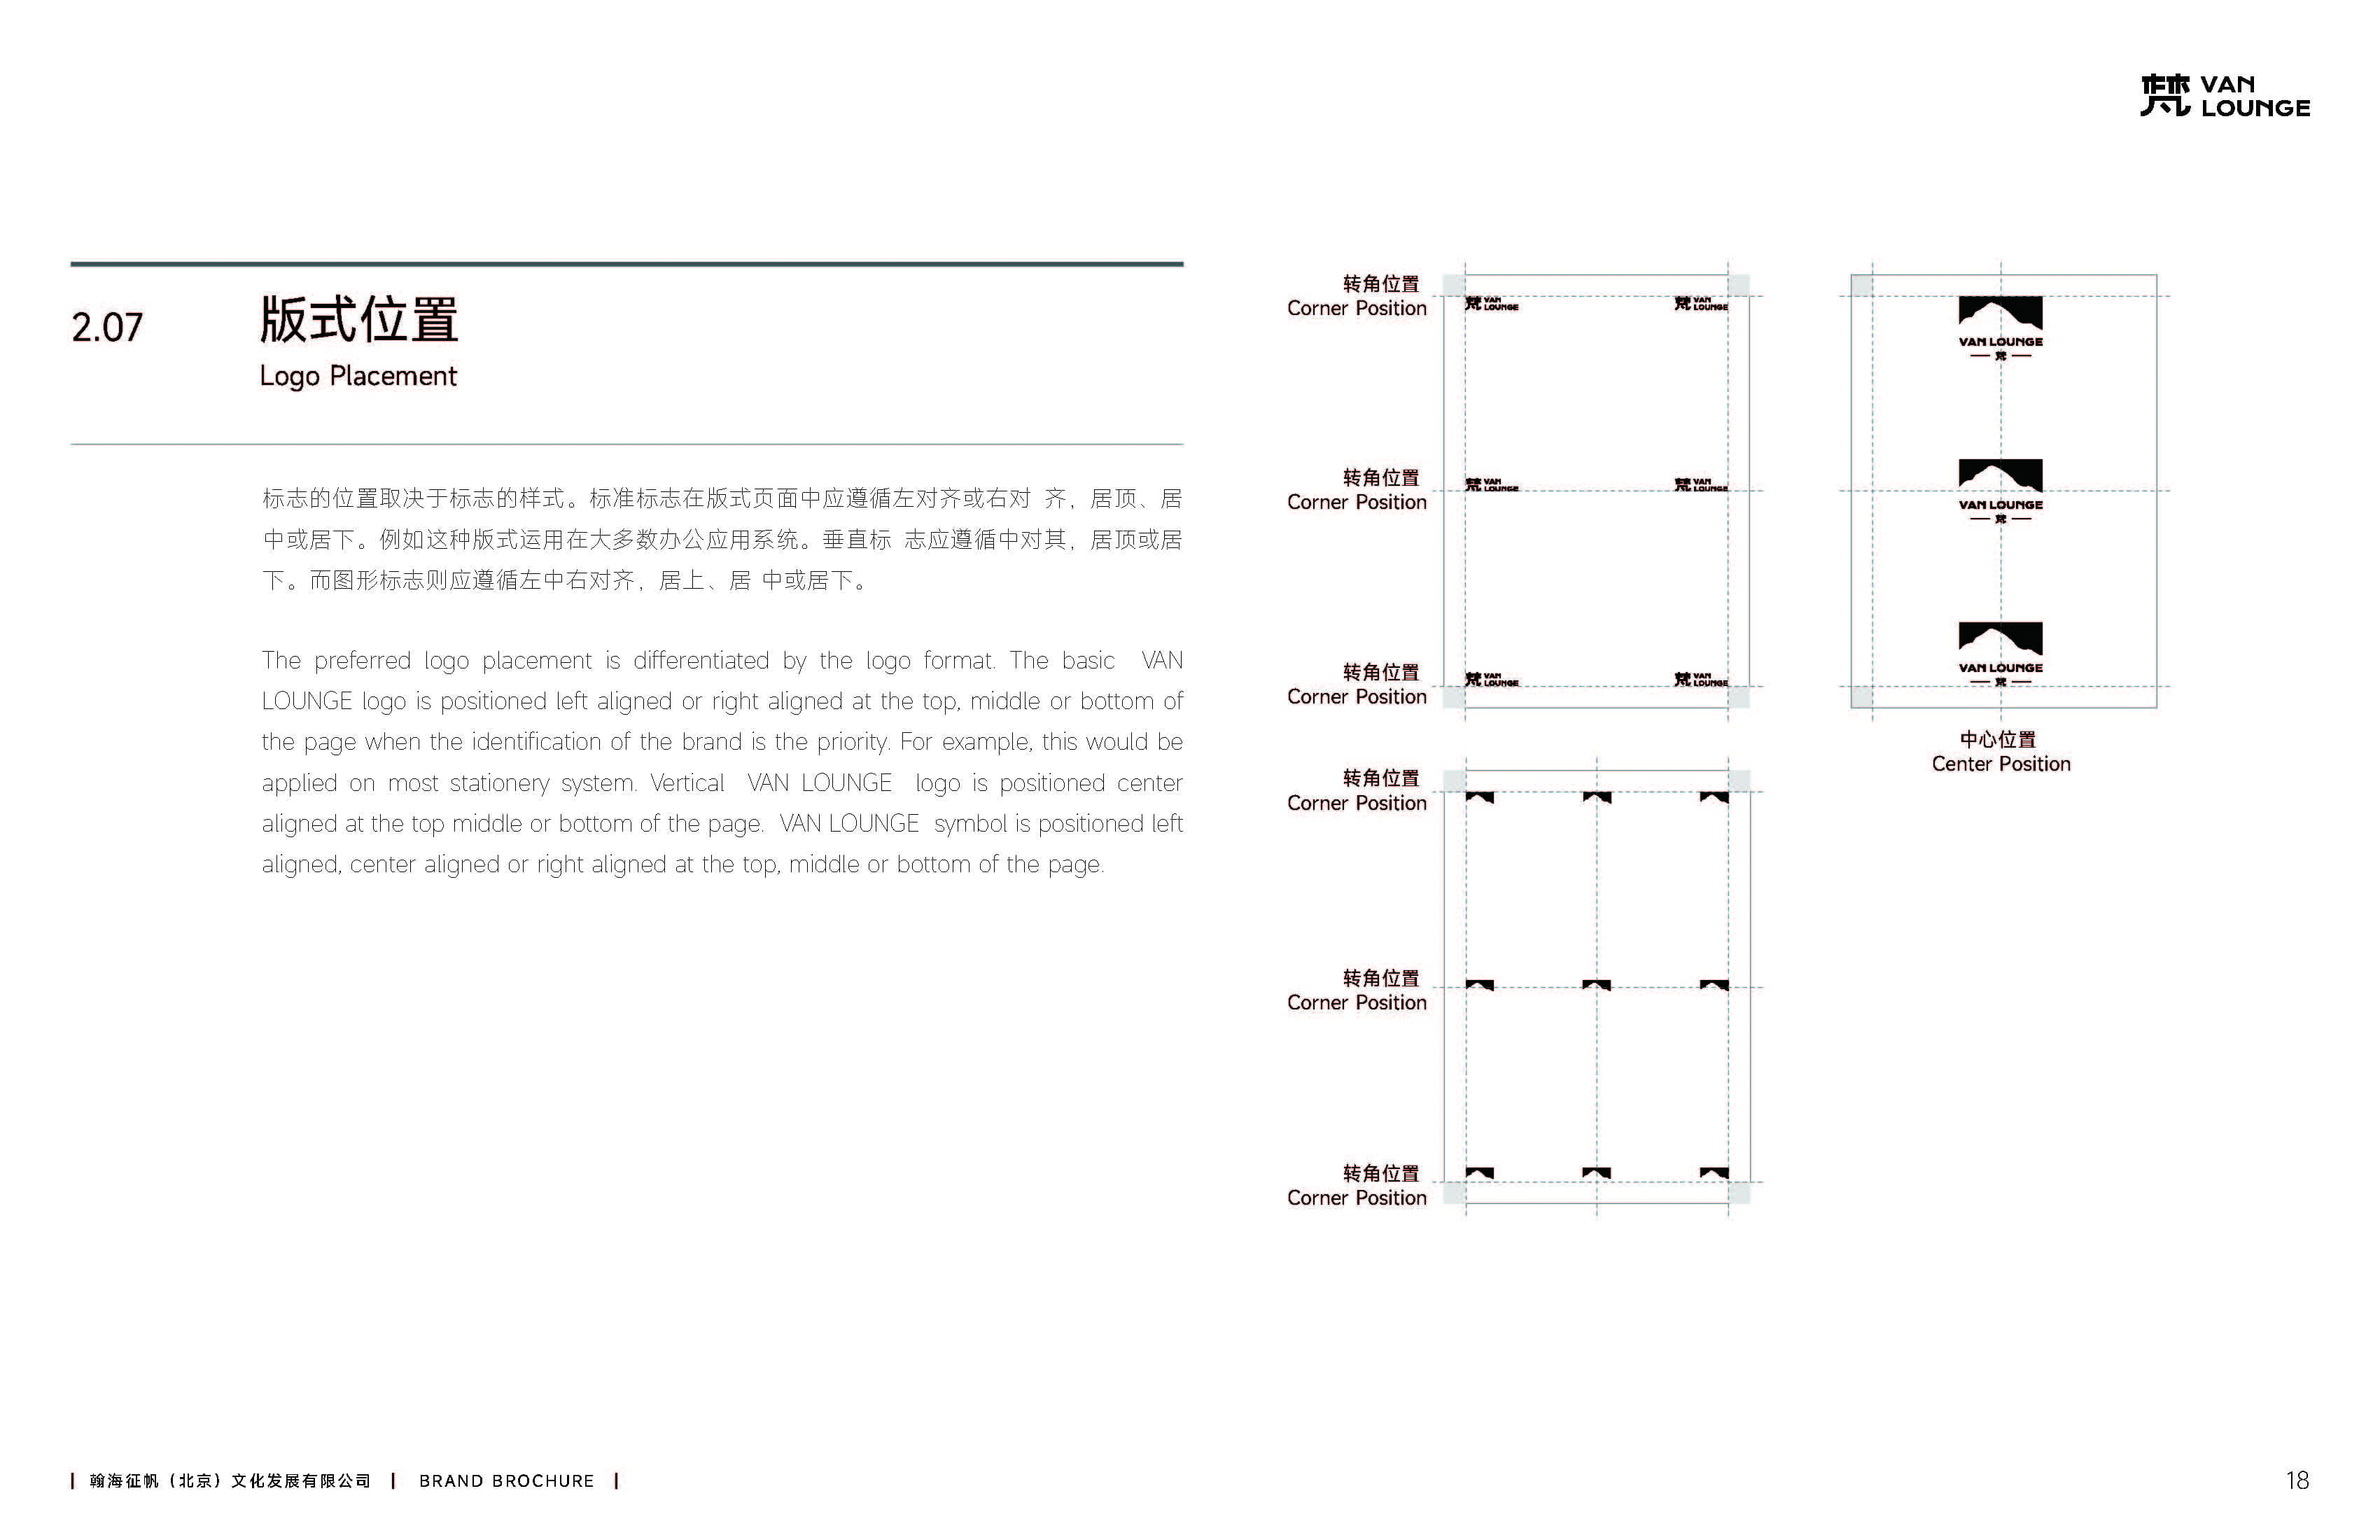 梵 VAN
LOUNGE
2.07
版式位置
Logo Placement
标志的位置取决于标志的样式。标准标志在版式页面中应遵循左对齐或右对 齐，居顶、居
中或居下。例如这种版式运用在大多数办公应用系统。垂直标 志应遵循中对其，居顶或居
下。而图形标志则应遵循左中右对齐，居上、居 中或居下。
The preferred logo placement is differentiated by the logo format. The basic VAN
LOUNGE logo is positioned left aligned or right aligned at the top, middle or bottom of
the page when the identification of the brand is the priority. For example, this would be
applied on most stationery system. Vertical VAN LOUNGE logo is positioned center
aligned at the top middle or bottom of the page. VAN LOUNGE symbol is positioned left
aligned, center aligned or right aligned at the top, middle or bottom of the page.
转角位置
Corner Position
梵 VAN
LOUNGE
梵 VAN
LOUNGE
转角位置
Corner Position
梵 VAN
LOUNGE
梵 VAN
LOUNGE
转角位置
Corner Position
梵 VAN
LOUNGE
梵 VAN
LOUNGE
VAN LOUNGE
梵
VAN LOUNGE
梵
VAN LOUNGE
梵
中心位置
Center Position
转角位置
Corner Position
转角位置
Corner Position
转角位置
Corner Position
翰海征帆（北京）文化发展有限公司 | BRAND BROCHURE |
18